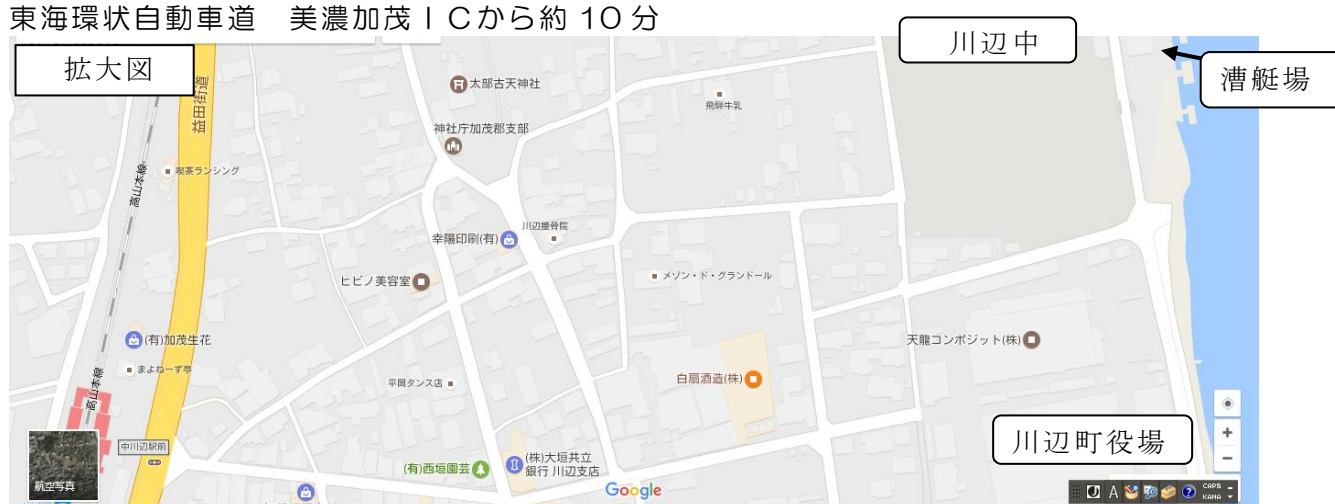 東海環状自動車道　美濃加茂ＩＣから約 10 分
拡大図
川辺中
漕艇場
益田街道
太部古天神社
飛騨牛乳
神社庁加茂郡支部
喫茶ランシング
高山本線
川辺接骨院
幸陽印刷(有)
ヒビノ美容室
メゾン・ド・グランドール
(有)加茂生花
天龍コンポジット(株)
まよねーず亭
高山本線
平岡タンス店
白扇酒造(株)
中川辺駅前
川辺町役場
(有)西垣園芸
(株)大垣共立
銀行 川辺支店
航空写真
Google
A
CAPS
KANA